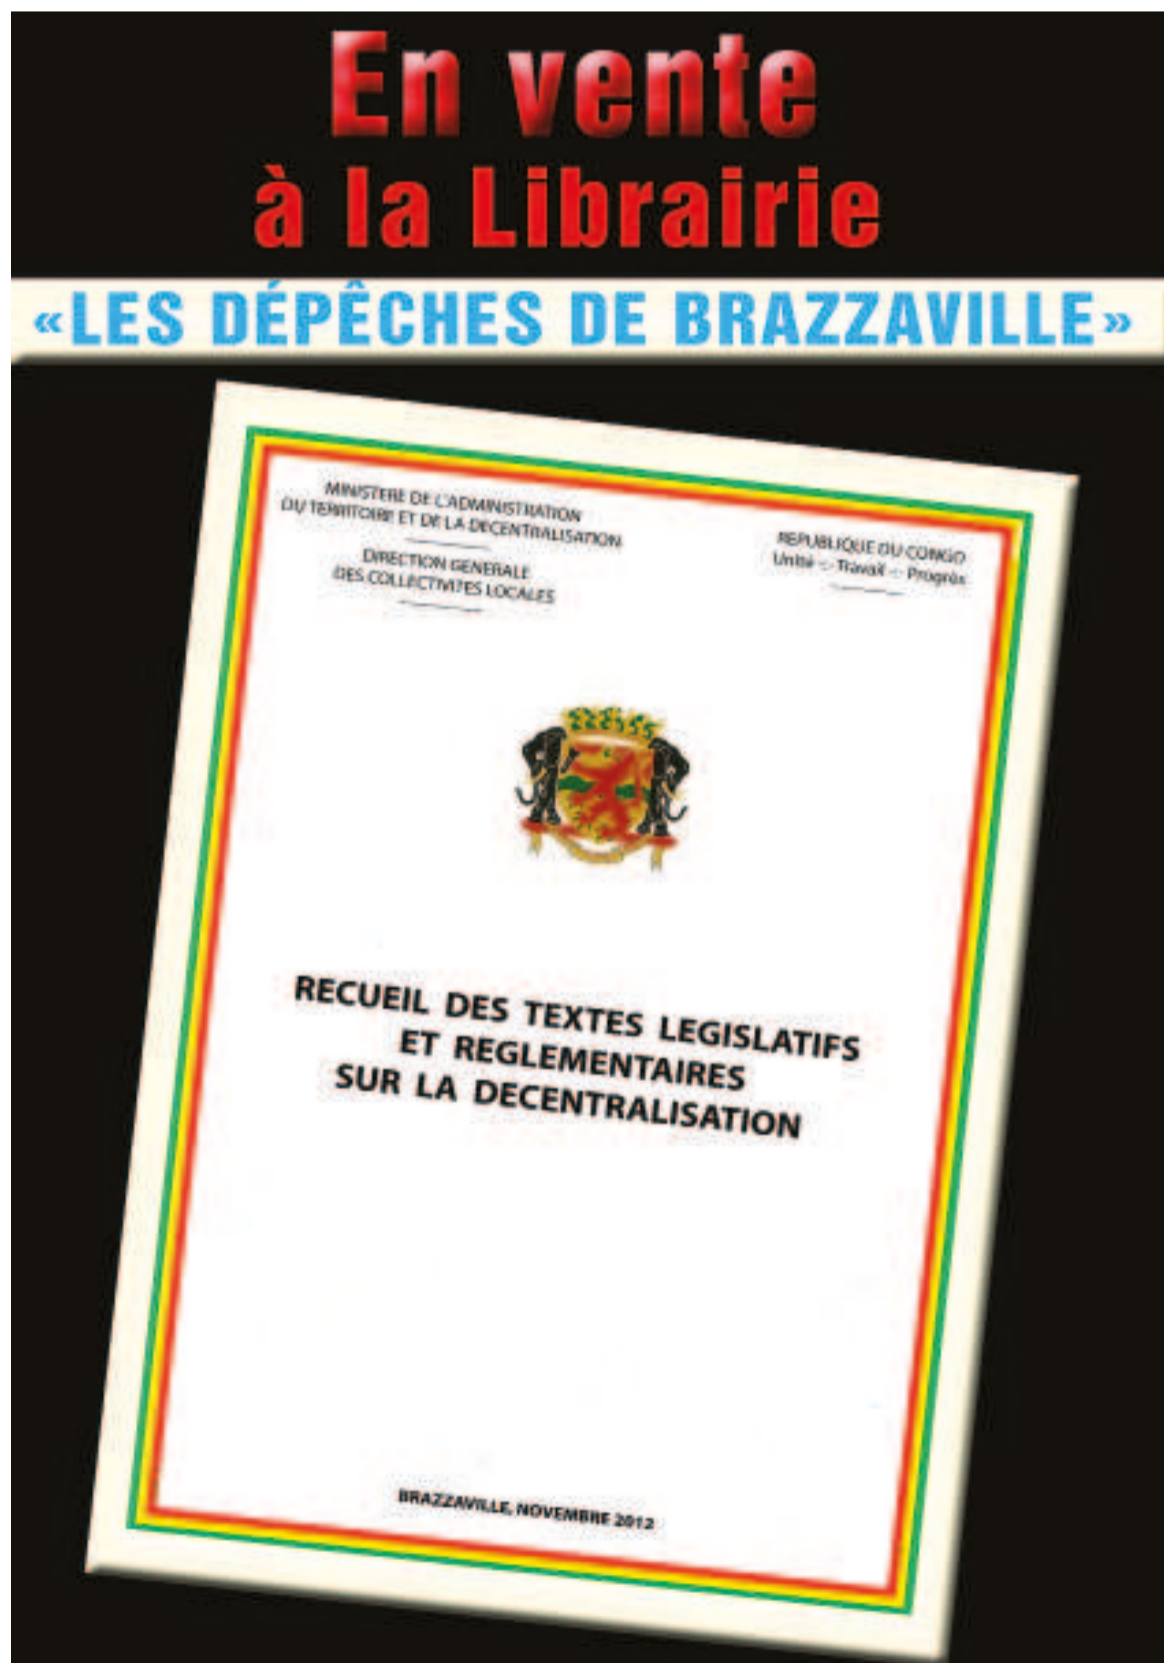 En vente
à la Librairie
«LES DÉPÊCHES DE BRAZZAVILLE»
MINISTERE DE L'ADMINISTRATION
DU TERRITOIRE ET DE LA DECENTRALISATION
DIRECTION GENERALE
DES COLLECTIVITES LOCALES
REPUBLIQUE DU CONGO
Unité - Travail - Progrès
RECUEIL DES TEXTES LEGISLATIFS
ET REGLEMENTAIRES
SUR LA DECENTRALISATION
BRAZZAVILLE, NOVEMBRE 2012